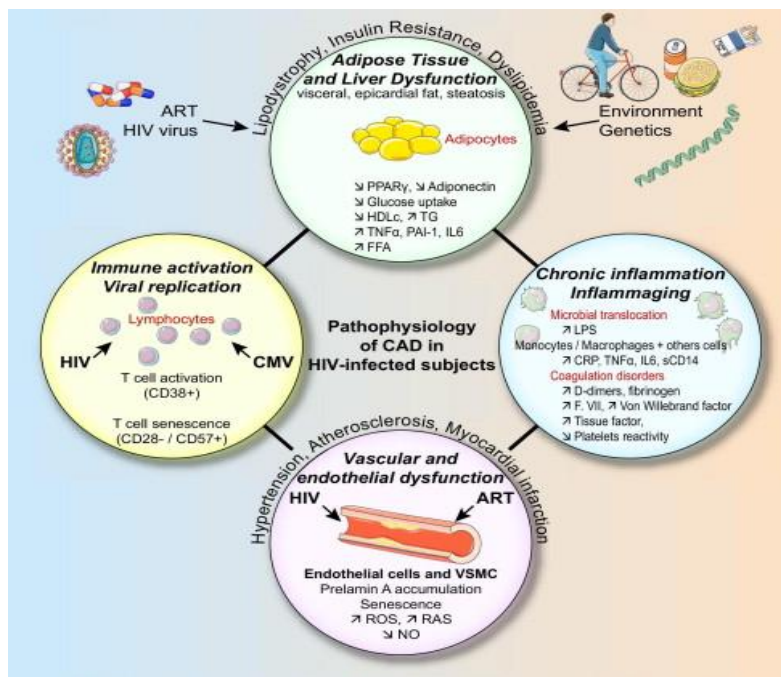 Lipodystrophy, Insulin Resistance, Dyslipidemia
Adipose Tissue
and Liver Dysfunction
visceral, epicardial fat, steatosis
Adipocytes
↘ PPARγ, ↘ Adiponectin
↘ Glucose uptake
↘ HDLc, ↗ TG
↗ TNFα, PAI-1, IL6
↗ FFA
ART
HIV virus
Environment
Genetics
Immune activation
Viral replication
Lymphocytes
HIV
CMV
T cell activation
(CD38+)
T cell senescence
(CD28- / CD57+)
Pathophysiology
of CAD in
HIV-infected subjects
Chronic inflammation
Inflammaging
Microbial translocation
↗ LPS
Monocytes / Macrophages + others cells
↗ CRP, TNFα, IL6, sCD14
Coagulation disorders
↗ D-dimers, fibrinogen
↗ F. VII, ↗ Von Willebrand factor
↗ Tissue factor,
↘ Platelets reactivity
Hypertension, Atherosclerosis, Myocardial infarction
Vascular and
endothelial dysfunction
HIV
ART
Endothelial cells and VSMC
Prelamin A accumulation
Senescence
↗ ROS, ↗ RAS
↘ NO